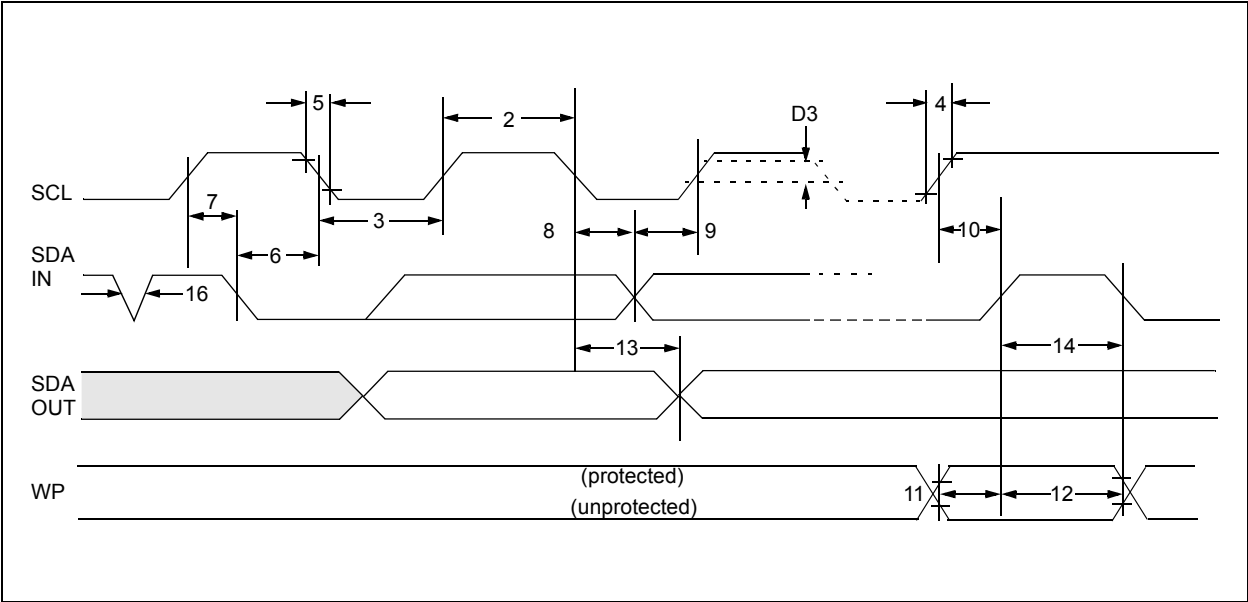 5
2
D3
4
SCL
7
3
8
9
10
SDA
IN
6
16
13
14
SDA
OUT
(protected)
WP
11
12
(unprotected)